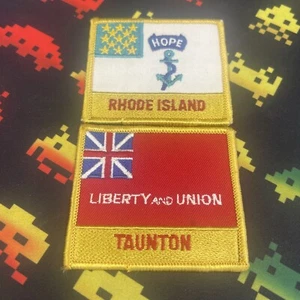 HOPE
RHODE ISLAND
LIBERTY AND UNION
TAUNTON